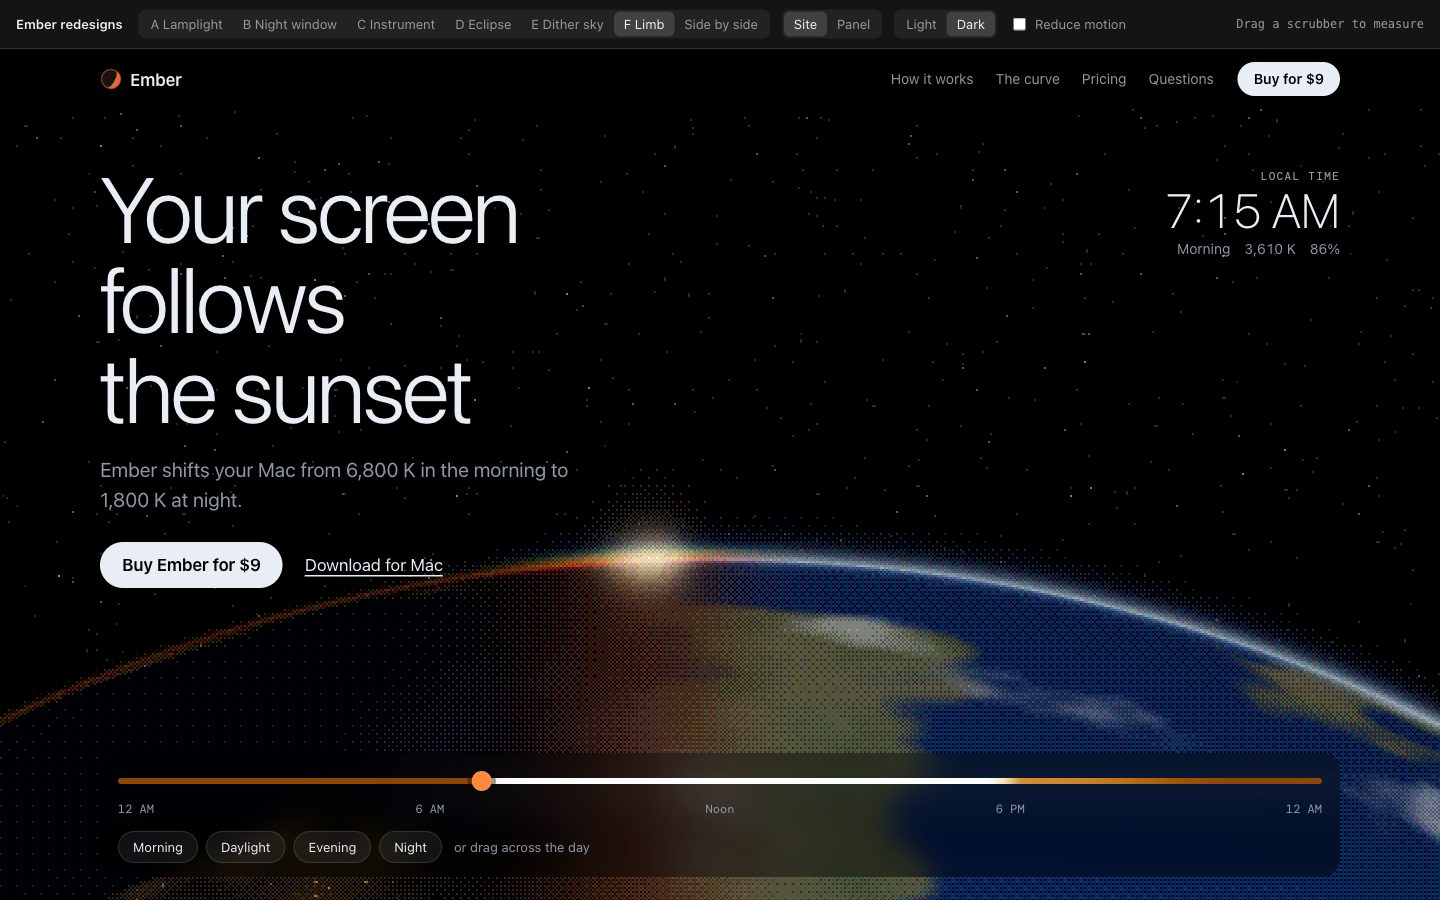 Ember redesigns A Lamplight B Night window C Instrument D Eclipse E Dither sky F Limb Side by side Site Panel Light Dark Reduce motion Drag a scrubber to measure
Ember How it works The curve Pricing Questions Buy for $9
Your screen
follows
the sunset
LOCAL TIME
7:15 AM
Morning 3,610 K 86%
Ember shifts your Mac from 6,800 K in the morning to
1,800 K at night.
Buy Ember for $9 Download for Mac
12 AM 6 AM Noon 6 PM 12 AM
Morning Daylight Evening Night or drag across the day